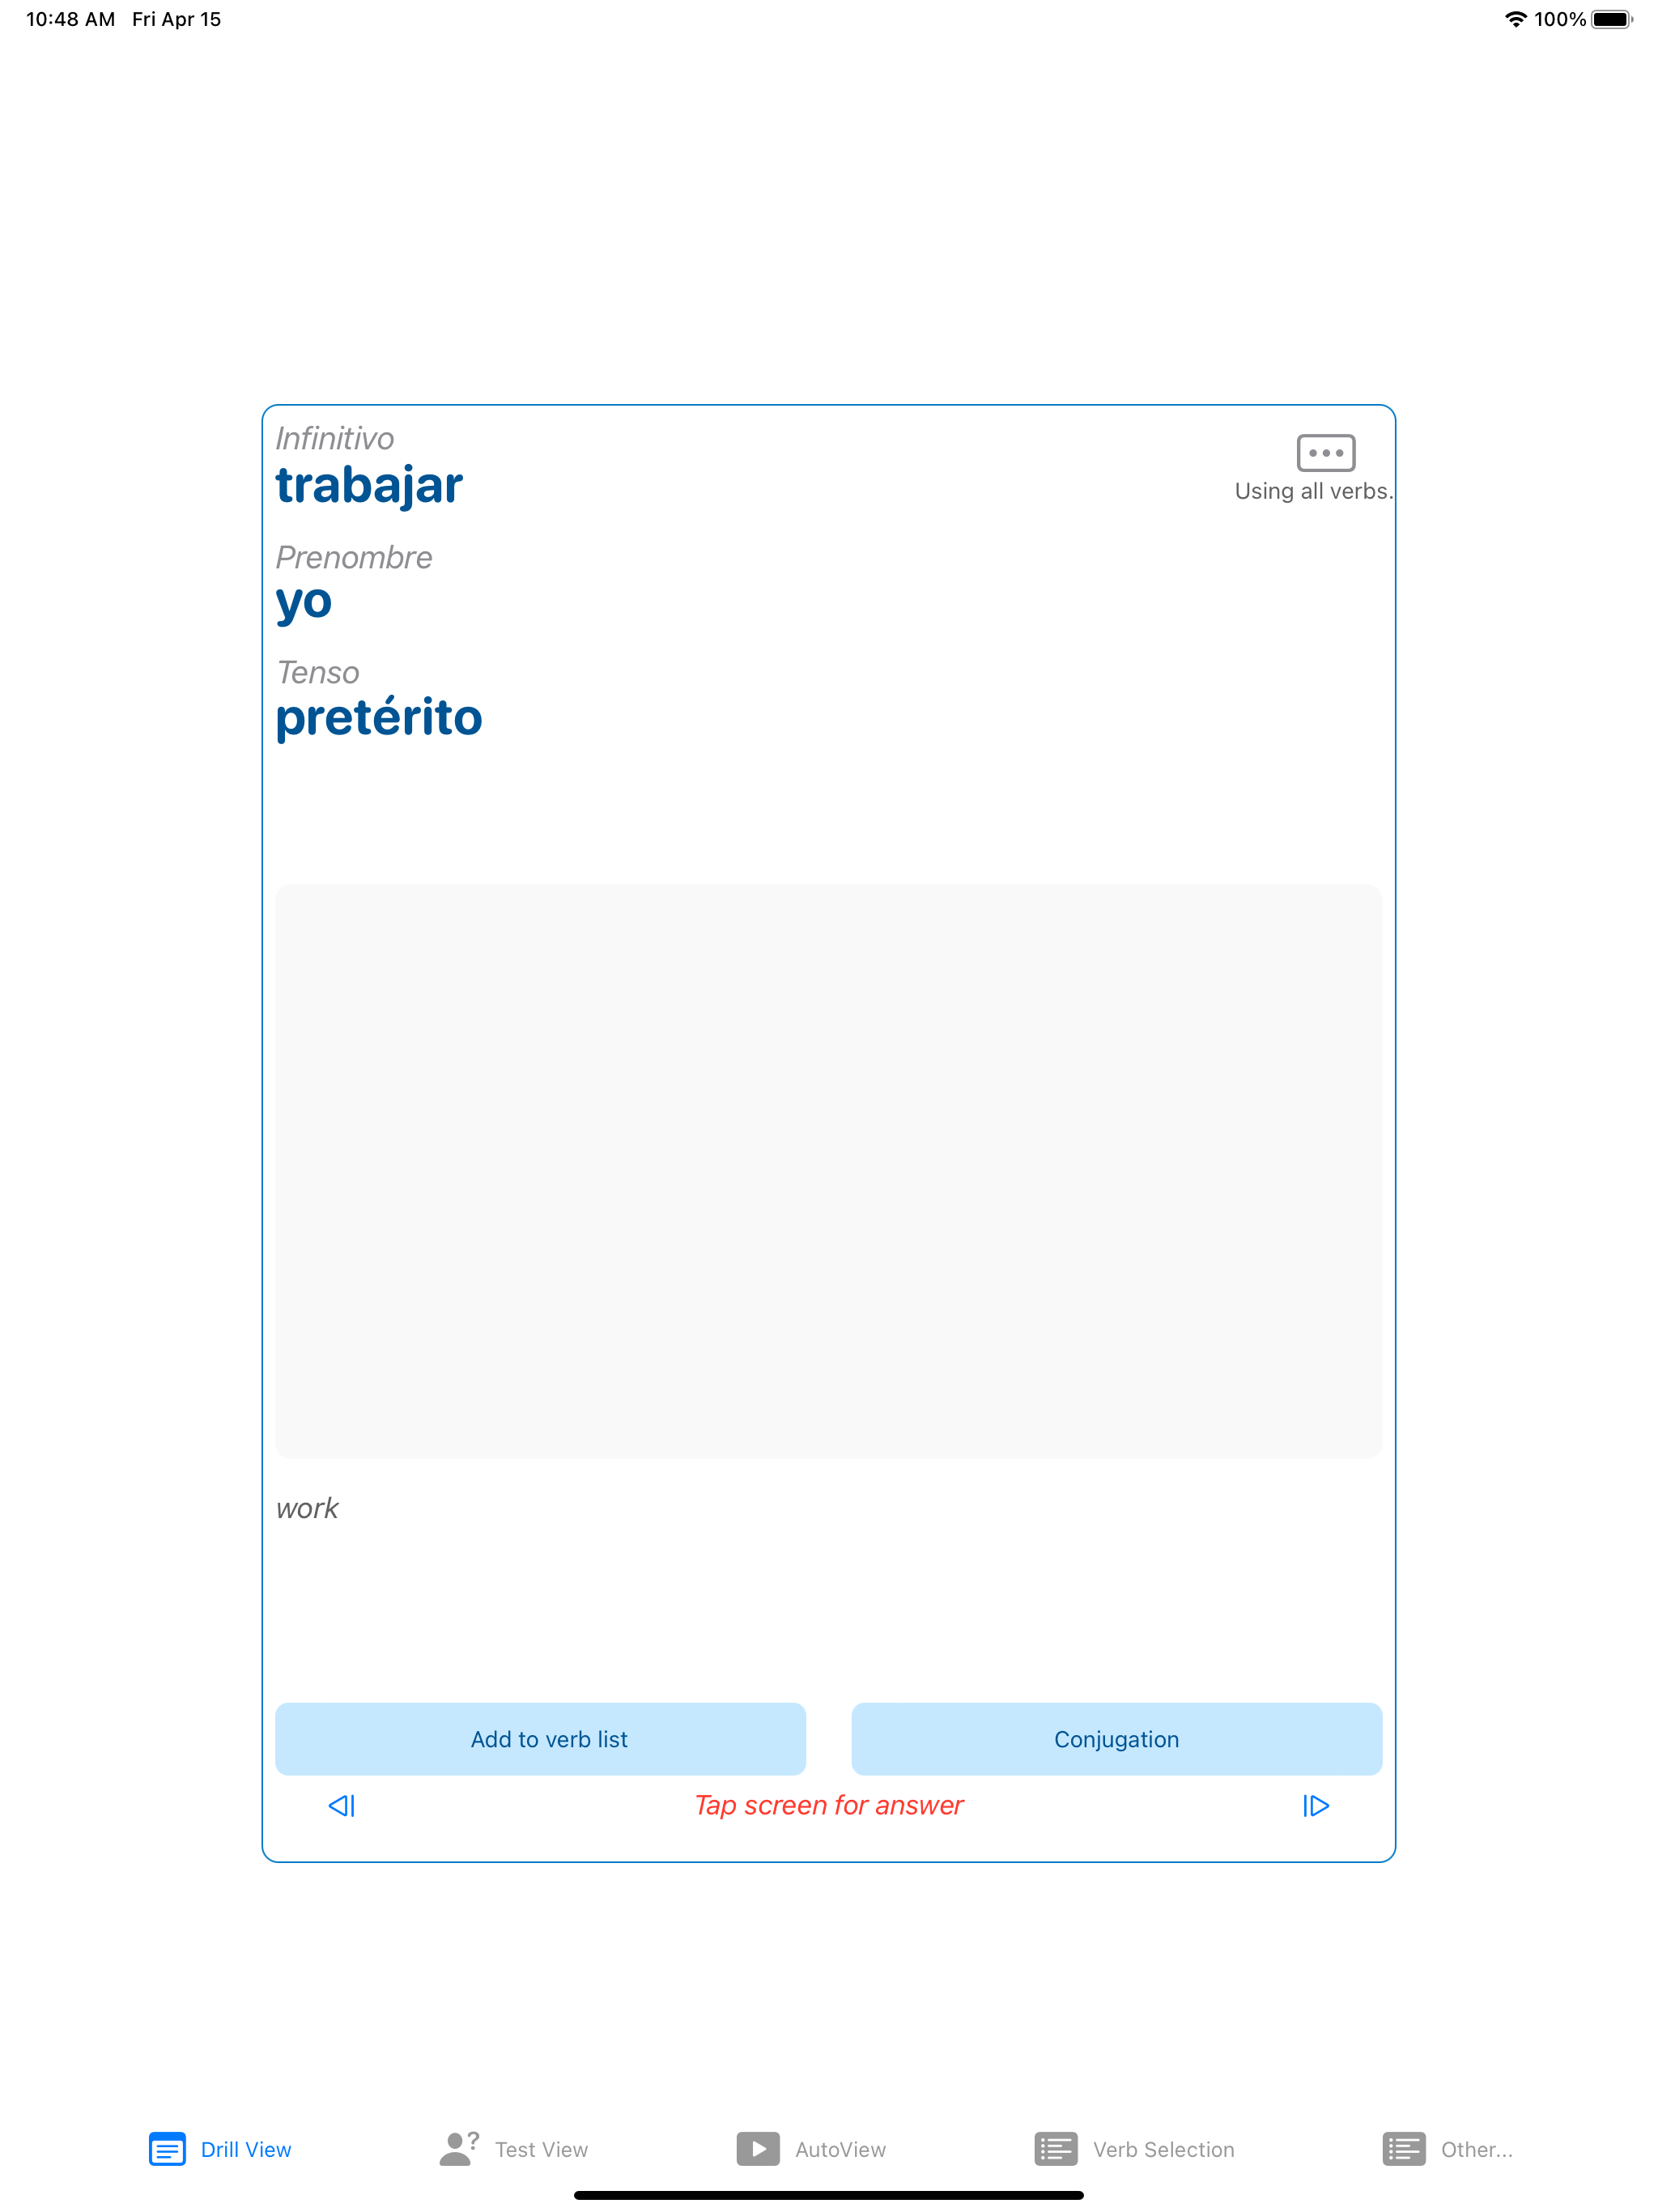 10:48 AM Fri Apr 15
100%
Infinitivo
trabajar
Using all verbs.
Prenombre
yo
Tenso
pretérito
work
Add to verb list
Conjugation
Tap screen for answer
Drill View
Test View
AutoView
Verb Selection
Other...